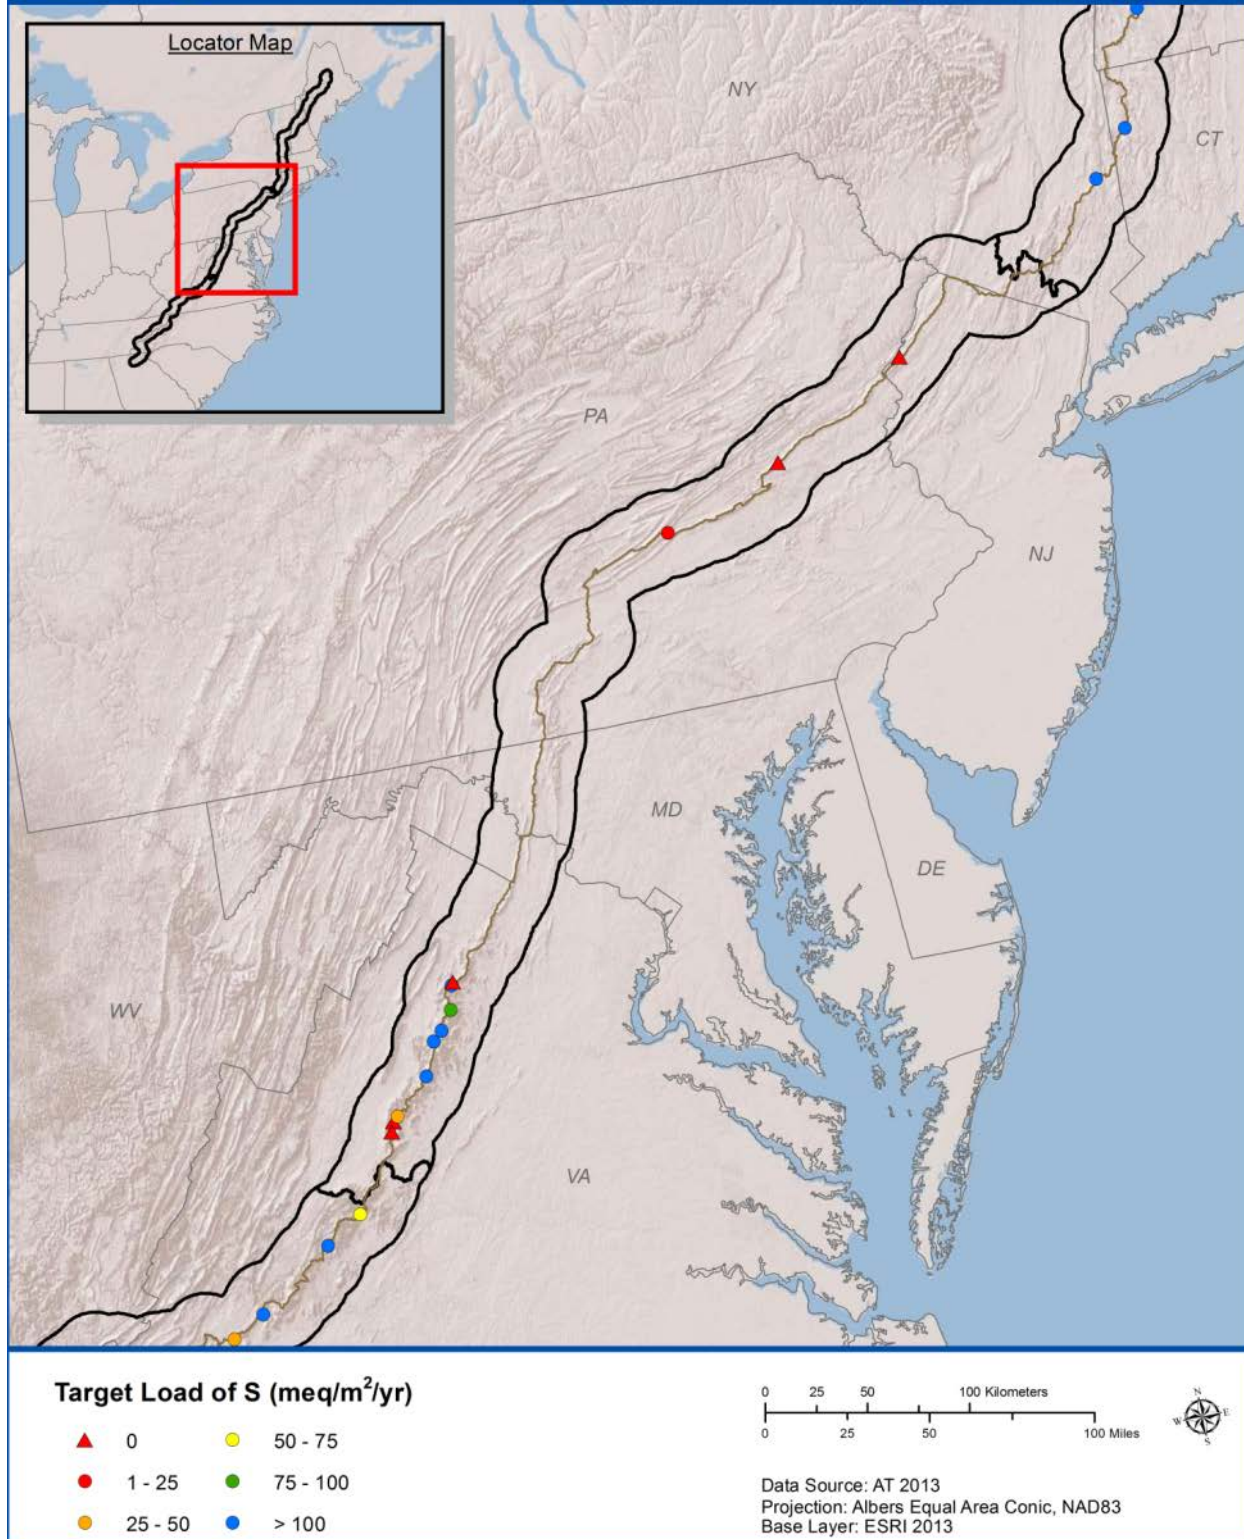 Locator Map
NY
CT
PA
NJ
MD
DE
WV
VA
Target Load of S (meq/m²/yr)
0
50 - 75
1 - 25
75 - 100
25 - 50
> 100
0 25 50 100 Kilometers
0 25 50 100 Miles
N
W E
S
Data Source: AT 2013
Projection: Albers Equal Area Conic, NAD83
Base Layer: ESRI 2013